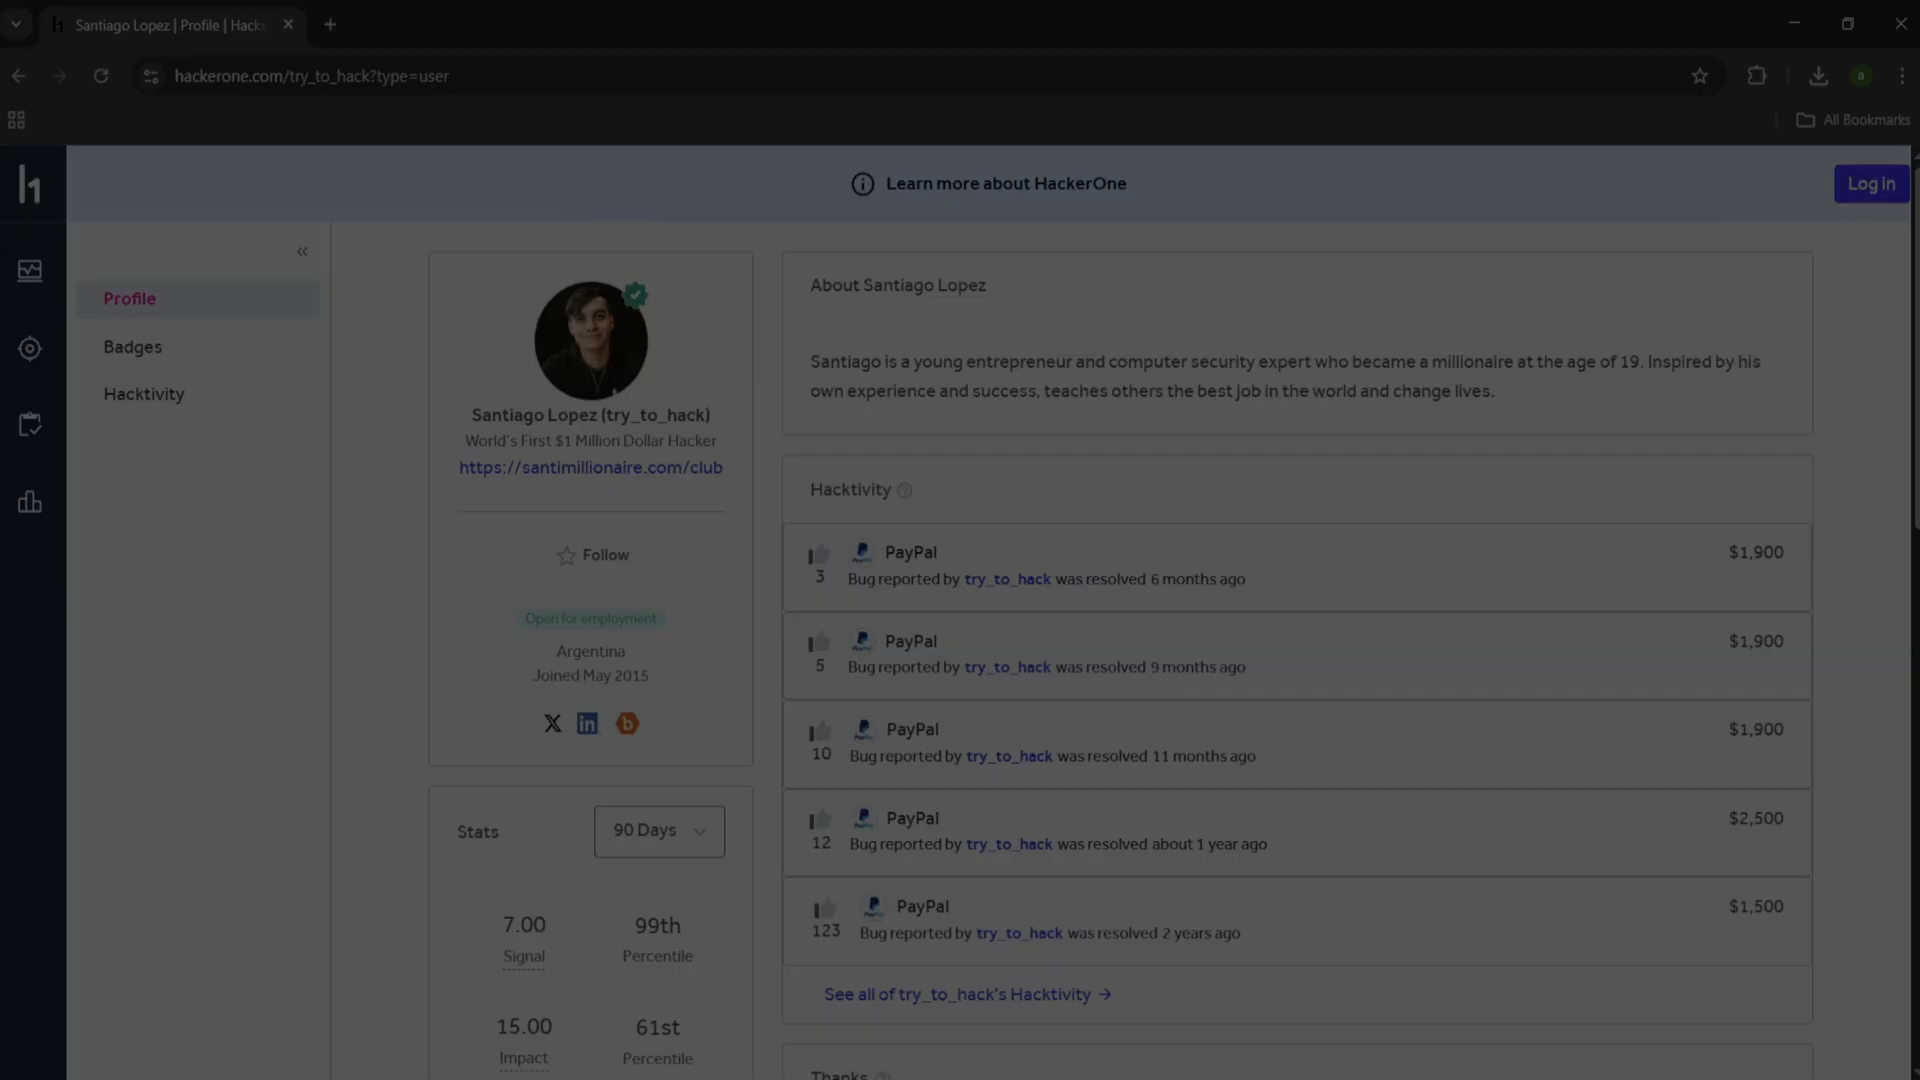 Santiago Lopez | Profile | Hacke
hackerone.com/try_to_hack?type=user
All Bookmarks
Learn more about HackerOne
Log in
Profile
Badges
Hacktivity
Santiago Lopez (try_to_hack)
World's First $1 Million Dollar Hacker
https://santimillionaire.com/club
Follow
Open for employment
Argentina
Joined May 2015
Stats
90 Days
7.00
99th
Signal
Percentile
15.00
61st
Impact
Percentile
About Santiago Lopez
Santiago is a young entrepreneur and computer security expert who became a millionaire at the age of 19. Inspired by his
own experience and success, teaches others the best job in the world and change lives.
Hacktivity
PayPal
$1,900
3
Bug reported by try_to_hack was resolved 6 months ago
PayPal
$1,900
5
Bug reported by try_to_hack was resolved 9 months ago
PayPal
$1,900
10
Bug reported by try_to_hack was resolved 11 months ago
PayPal
$2,500
12
Bug reported by try_to_hack was resolved about 1 year ago
PayPal
$1,500
123
Bug reported by try_to_hack was resolved 2 years ago
See all of try_to_hack's Hacktivity →
Thanks